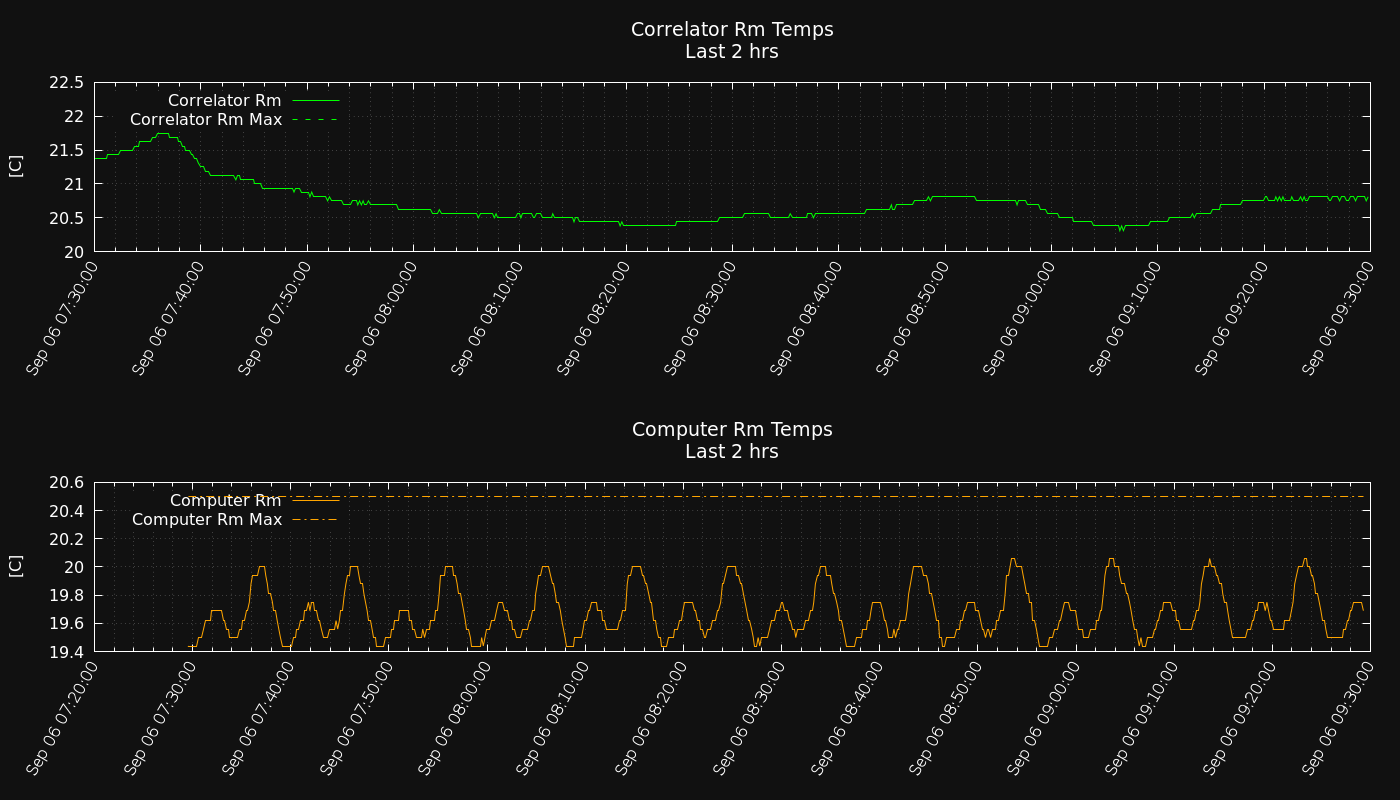 Correlator Rm Temps
Last 2 hrs
22.5
22
21.5
21
20.5
20
[C]
Correlator Rm
Correlator Rm Max
Sep 06 07:30:00
Sep 06 07:40:00
Sep 06 07:50:00
Sep 06 08:00:00
Sep 06 08:10:00
Sep 06 08:20:00
Sep 06 08:30:00
Sep 06 08:40:00
Sep 06 08:50:00
Sep 06 09:00:00
Sep 06 09:10:00
Sep 06 09:20:00
Sep 06 09:30:00
Computer Rm Temps
Last 2 hrs
20.6
20.4
20.2
20
19.8
19.6
19.4
[C]
Computer Rm
Computer Rm Max
Sep 06 07:20:00
Sep 06 07:30:00
Sep 06 07:40:00
Sep 06 07:50:00
Sep 06 08:00:00
Sep 06 08:10:00
Sep 06 08:20:00
Sep 06 08:30:00
Sep 06 08:40:00
Sep 06 08:50:00
Sep 06 09:00:00
Sep 06 09:10:00
Sep 06 09:20:00
Sep 06 09:30:00